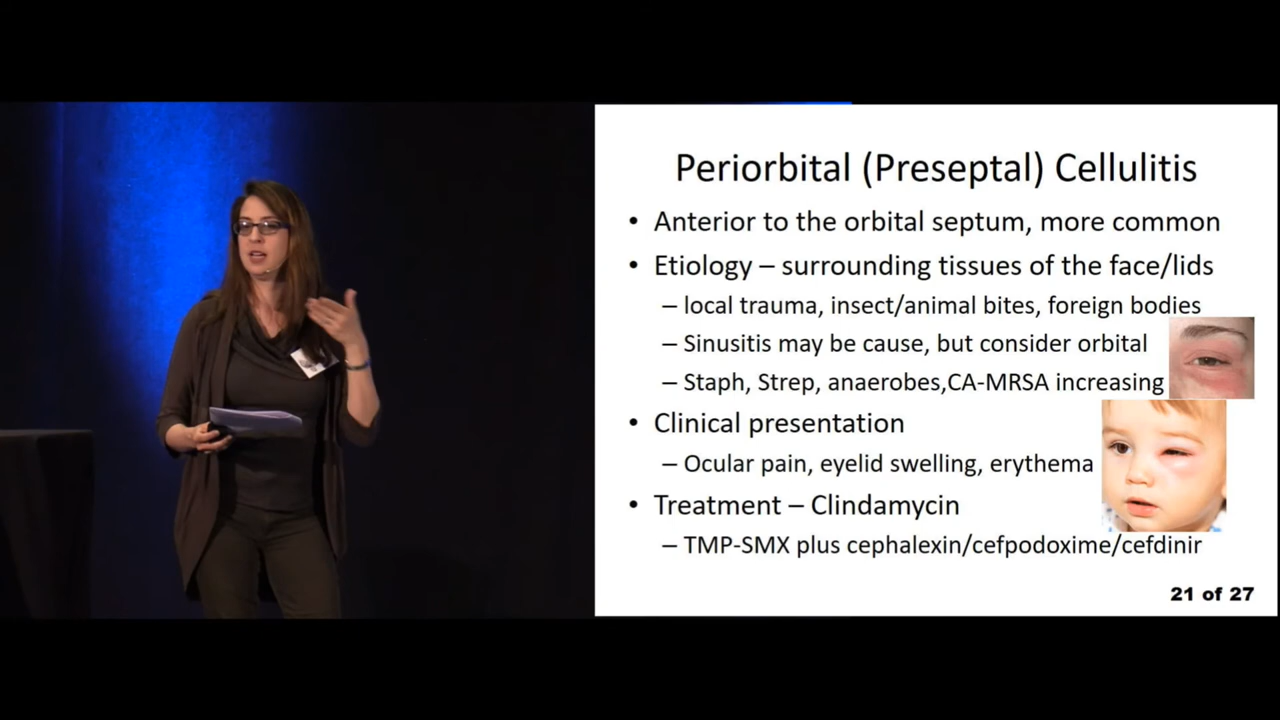 Periorbital (Preseptal) Cellulitis
• Anterior to the orbital septum, more common
• Etiology – surrounding tissues of the face/lids
– local trauma, insect/animal bites, foreign bodies
– Sinusitis may be cause, but consider orbital
– Staph, Strep, anaerobes,CA-MRSA increasing
• Clinical presentation
– Ocular pain, eyelid swelling, erythema
• Treatment – Clindamycin
– TMP-SMX plus cephalexin/cefpodoxime/cefdinir
21 of 27